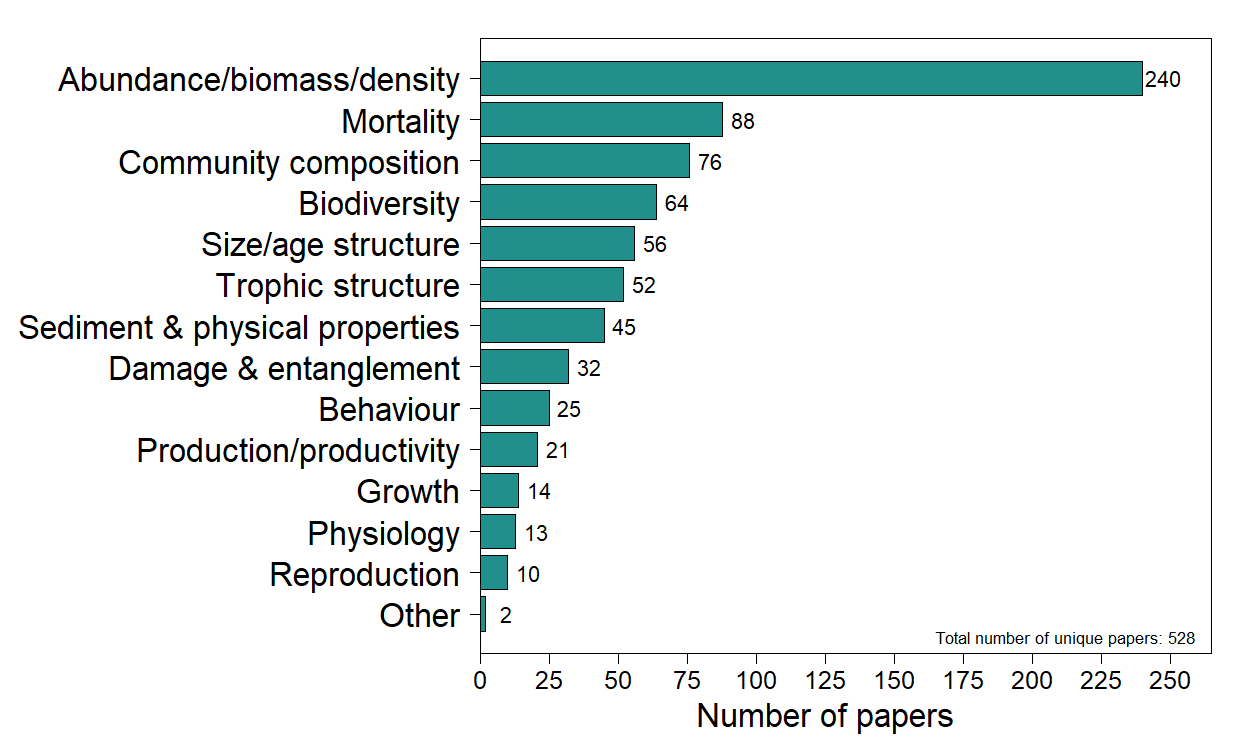 Abundance/biomass/density 240
Mortality 88
Community composition 76
Biodiversity 64
Size/age structure 56
Trophic structure 52
Sediment & physical properties 45
Damage & entanglement 32
Behaviour 25
Production/productivity 21
Growth 14
Physiology 13
Reproduction 10
Other 2
Total number of unique papers: 528
0 25 50 75 100 125 150 175 200 225 250
Number of papers